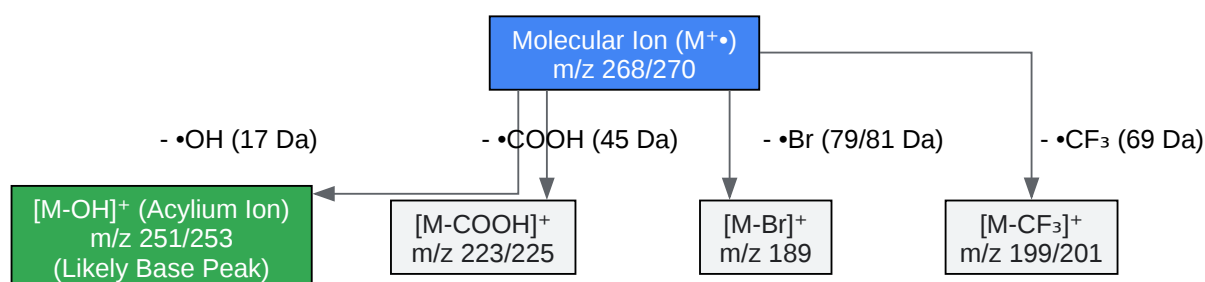 Molecular Ion (M⁺•)
m/z 268/270
- •OH (17 Da)
- •COOH (45 Da)
- •Br (79/81 Da)
- •CF₃ (69 Da)
[M-OH]⁺ (Acylium Ion)
m/z 251/253
(Likely Base Peak)
[M-COOH]⁺
m/z 223/225
[M-Br]⁺
m/z 189
[M-CF₃]⁺
m/z 199/201